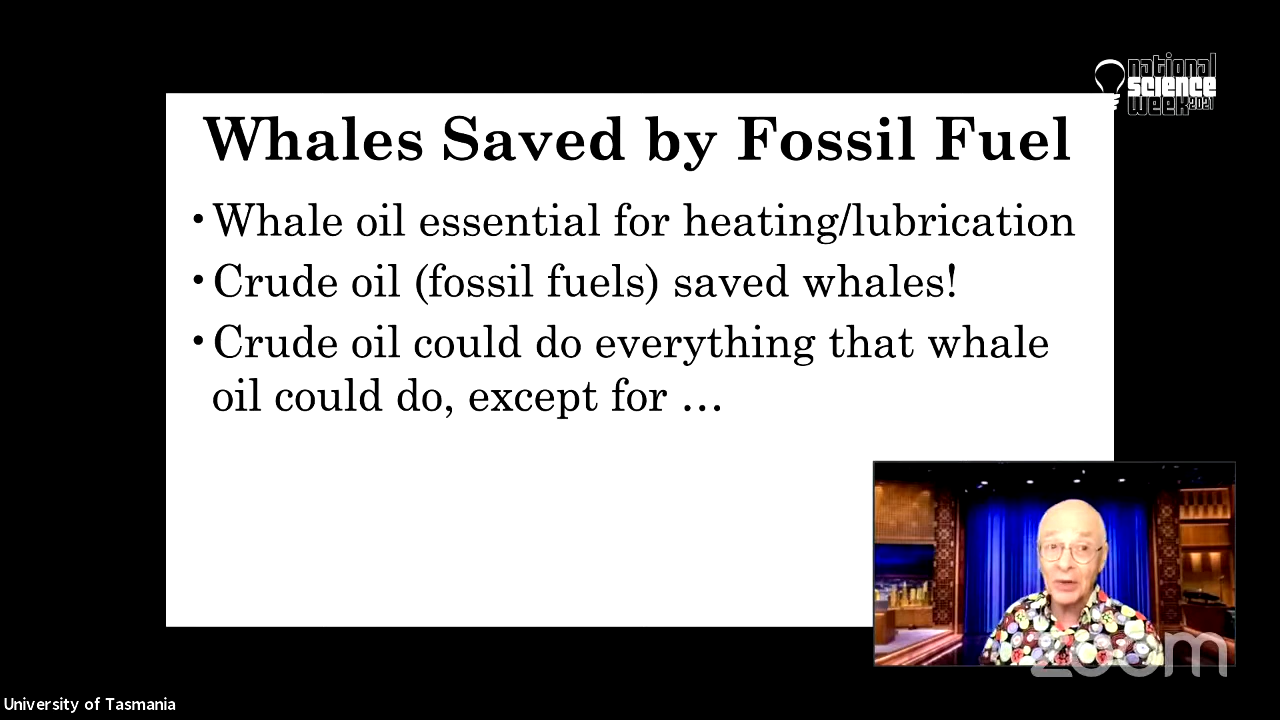 national
science
week 2021
Whales Saved by Fossil Fuel
• Whale oil essential for heating/lubrication
• Crude oil (fossil fuels) saved whales!
• Crude oil could do everything that whale
oil could do, except for …
zoom
University of Tasmania